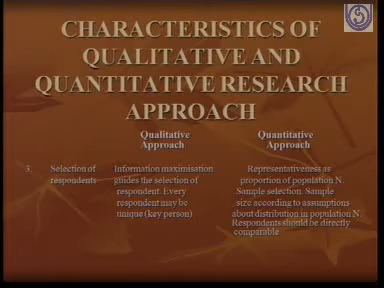 CHARACTERISTICS OF
QUALITATIVE AND
QUANTITATIVE RESEARCH
APPROACH
Qualitative Approach
Quantitative Approach
3. Selection of respondents
Information maximisation
guides the selection of
respondent. Every
respondent may be
unique (key person)
Representativeness as
proportion of population N.
Sample selection. Sample
size according to assumptions
about distribution in population N.
Respondents should be directly
comparable